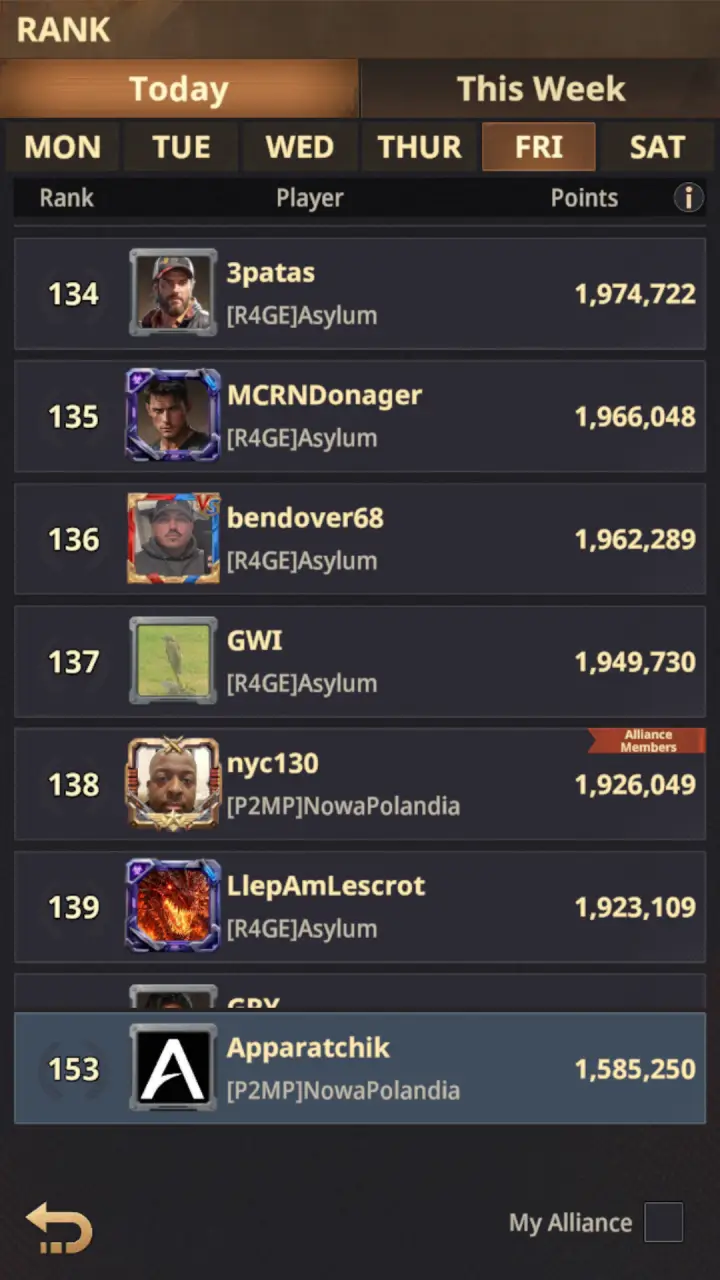 RANK
Today
This Week
MON
TUE
WED
THUR
FRI
SAT
Rank
Player
Points
134
3patas
[R4GE]Asylum
1,974,722
135
MCRNDonager
[R4GE]Asylum
1,966,048
136
VS
bendover68
[R4GE]Asylum
1,962,289
137
GWI
[R4GE]Asylum
1,949,730
Alliance
Members
138
nyc130
[P2MP]NowaPolandia
1,926,049
139
LlepAmLescrot
[R4GE]Asylum
1,923,109
153
Apparatchik
[P2MP]NowaPolandia
1,585,250
My Alliance